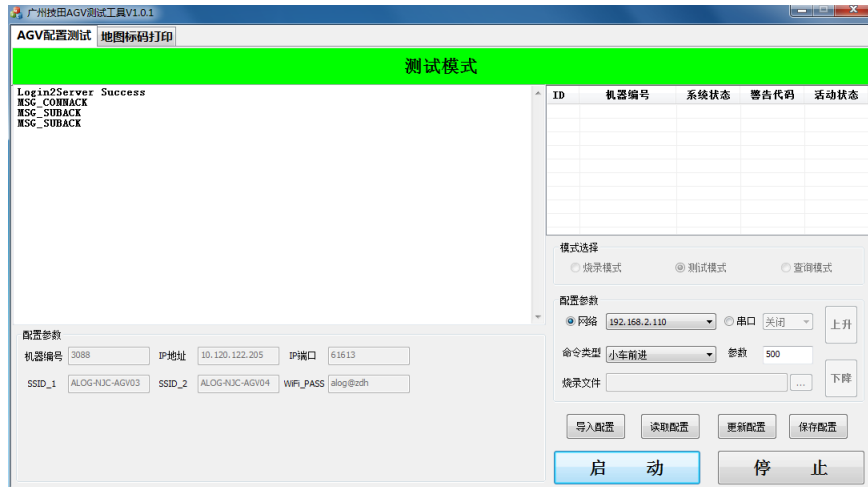 广州技田AGV测试工具V1.0.1
AGV配置测试 地图标码打印
测试模式
Login2Server Success
MSG_CONNACK
MSG_SUBACK
MSG_SUBACK
ID 机器编号 系统状态 警告代码 活动状态
模式选择
烧录模式 测试模式 查询模式
配置参数
网络 192.168.2.110 串口 关闭 上升
命令类型 小车前进 参数 500
烧录文件 ... 下降
配置参数
机器编号 3088 IP地址 10.120.122.205 IP端口 61613
SSID_1 ALOG-NJC-AGV03 SSID_2 ALOG-NJC-AGV04 WiFi_PASS alog@zdh
导入配置 读取配置 更新配置 保存配置
启 动 停 止